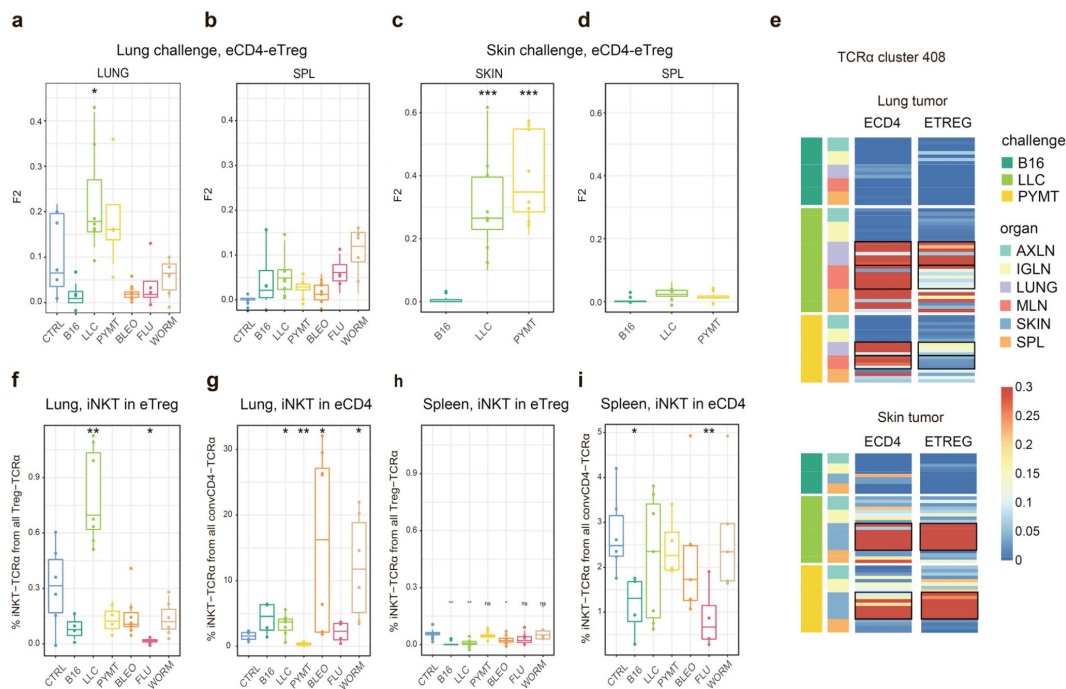 a
b
c
d
e
Lung challenge, eCD4-eTreg
Skin challenge, eCD4-eTreg
LUNG
SPL
SKIN
SPL
F2
0.4
0.3
0.2
0.1
0.0
*
CTRL
B16
LLC
PYMT
BLEO
FLU
WORM
F2
0.4
0.3
0.2
0.1
0.0
CTRL
B16
LLC
PYMT
BLEO
FLU
WORM
F2
0.6
0.4
0.2
0.0
***
***
B16
LLC
PYMT
F2
0.6
0.4
0.2
0.0
B16
LLC
PYMT
TCRα cluster 408
Lung tumor
ECD4 ETREG
challenge
B16
LLC
PYMT
organ
AXLN
IGLN
LUNG
MLN
SKIN
SPL
0.3
0.25
0.2
0.15
0.1
0.05
0
Skin tumor
ECD4 ETREG
f
g
h
i
Lung, iNKT in eTreg
Lung, iNKT in eCD4
Spleen, iNKT in eTreg
Spleen, iNKT in eCD4
% iNKT−TCRα from all Treg−TCRα
0.9
0.6
0.3
0.0
**
*
CTRL
B16
LLC
PYMT
BLEO
FLU
WORM
% iNKT−TCRα from all convCD4−TCRα
30
20
10
0
*
**
*
*
CTRL
B16
LLC
PYMT
BLEO
FLU
WORM
% iNKT−TCRα from all Treg−TCRα
0.9
0.6
0.3
0.0
**
**
ns
*
ns
ns
CTRL
B16
LLC
PYMT
BLEO
FLU
WORM
% iNKT−TCRα from all convCD4−TCRα
5
4
3
2
1
*
**
CTRL
B16
LLC
PYMT
BLEO
FLU
WORM